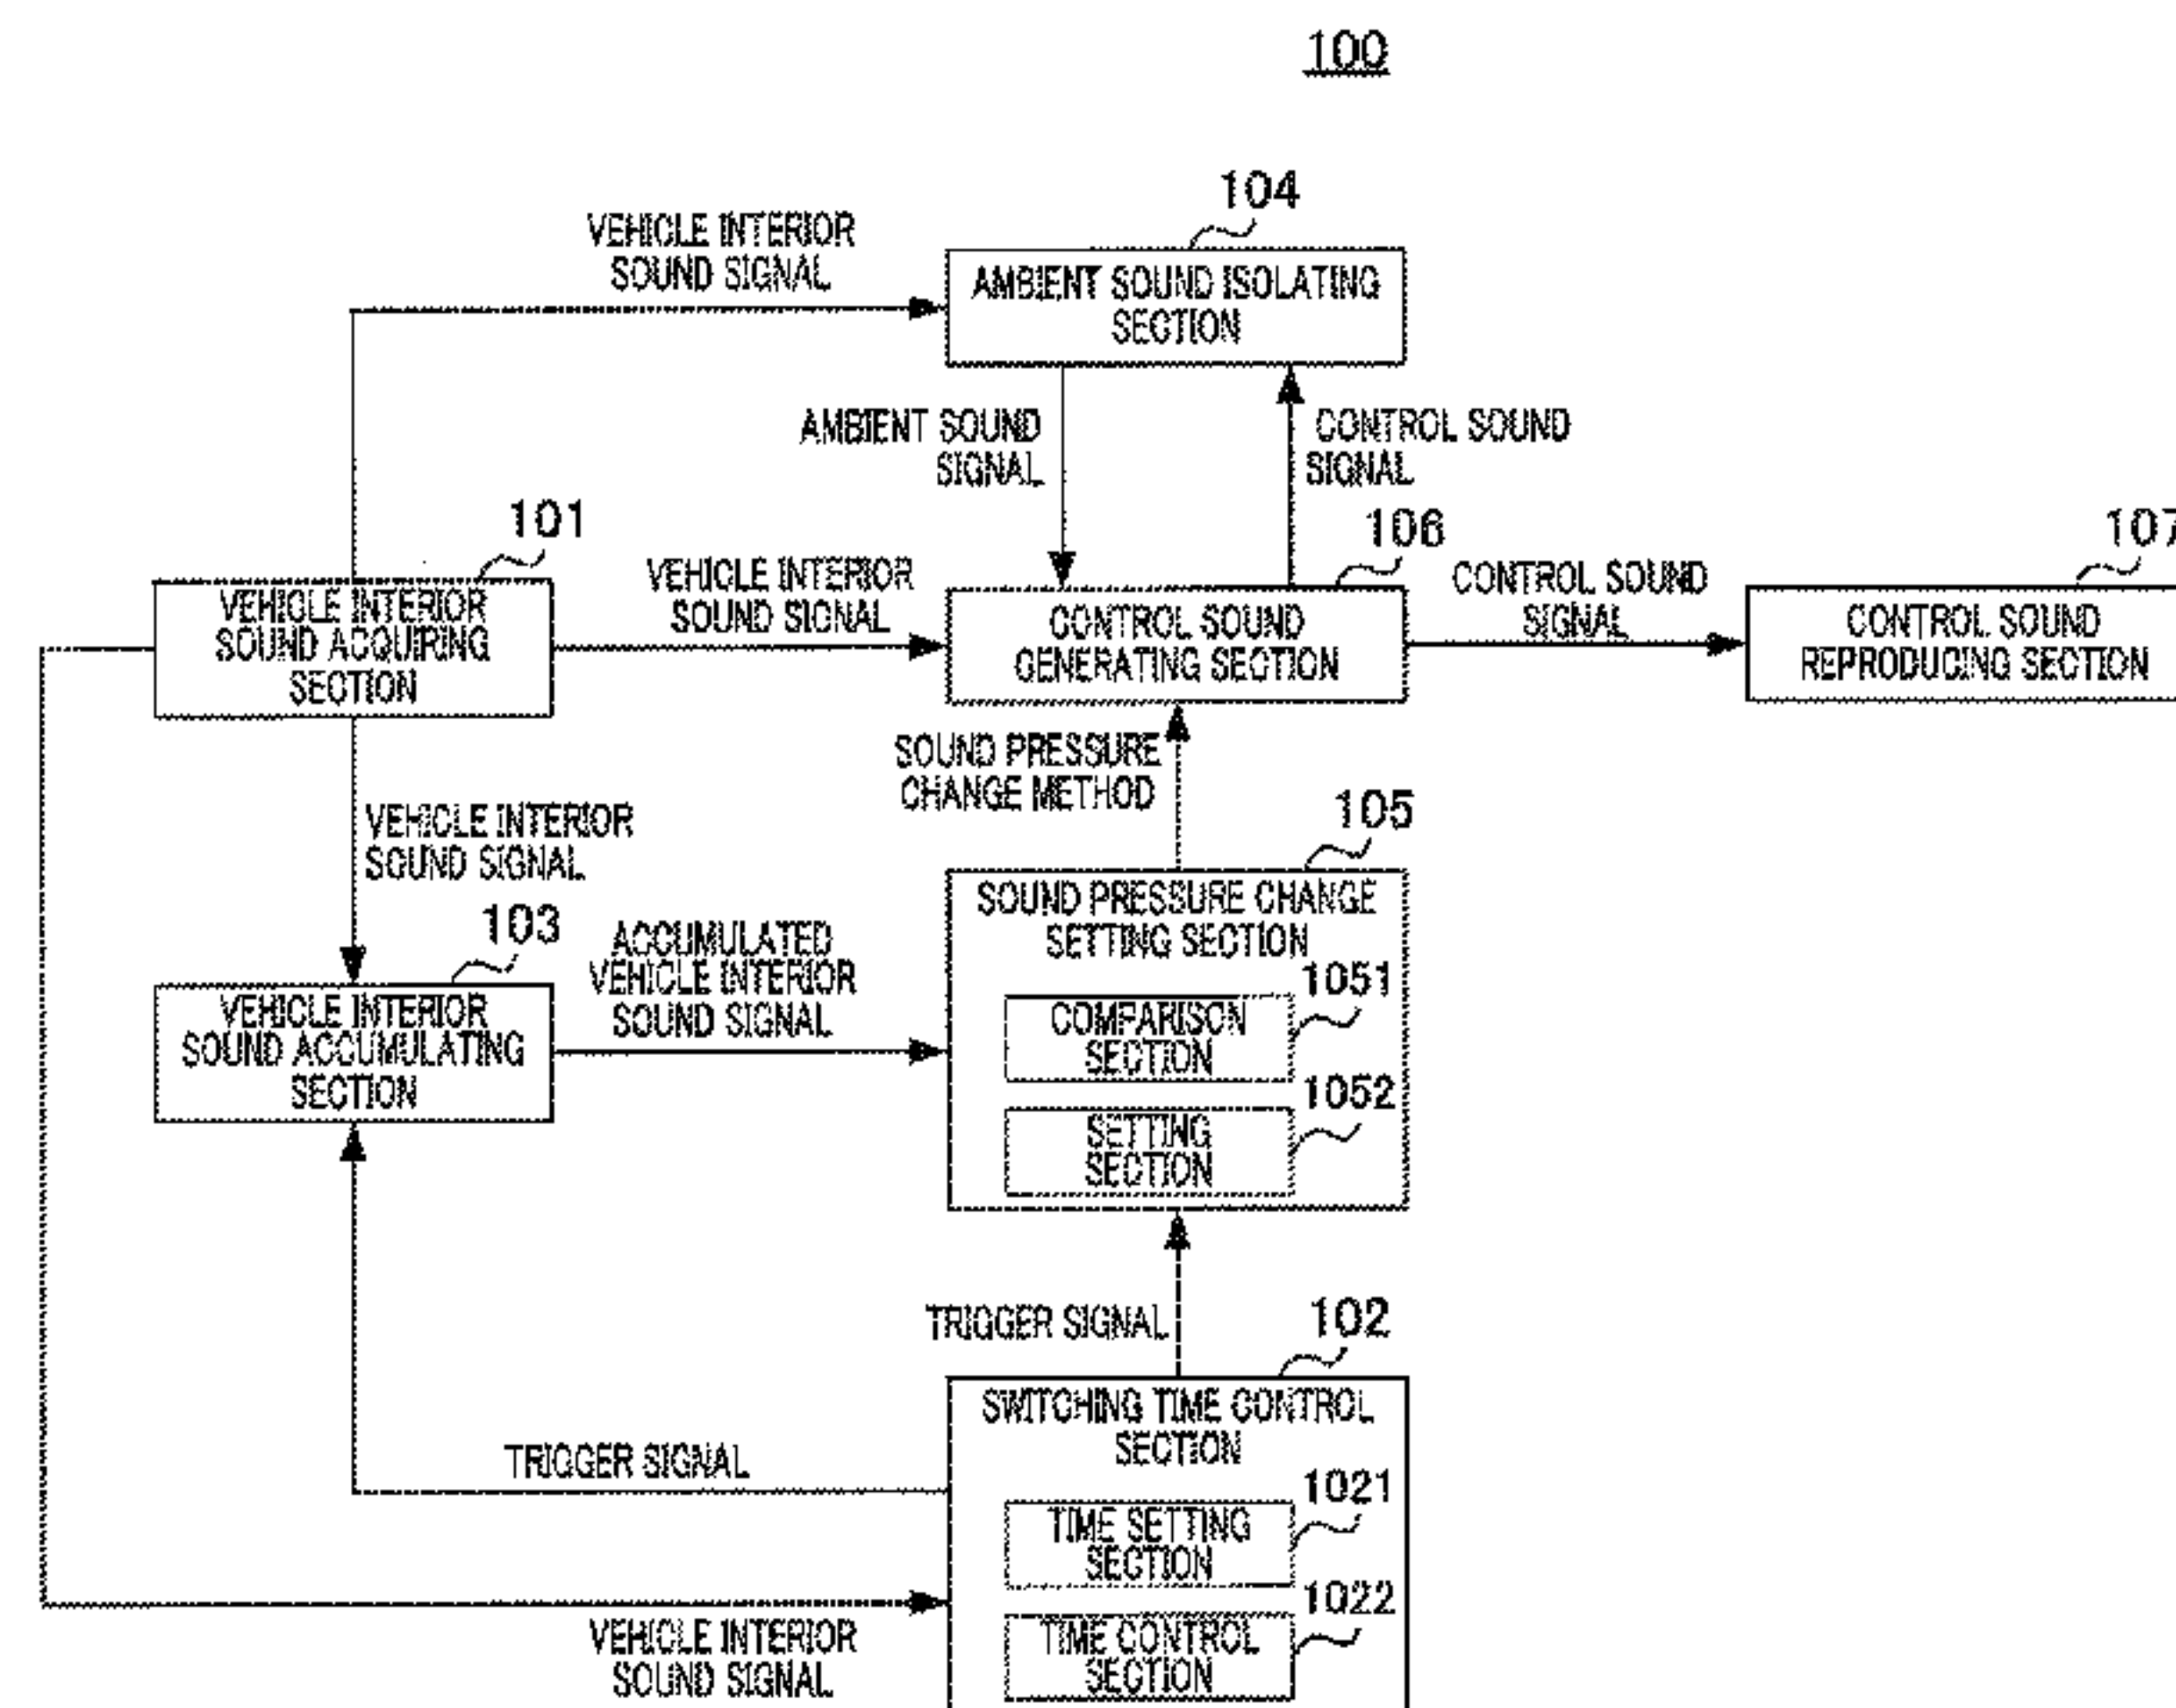 100
104
VEHICLE INTERIOR
SOUND SIGNAL
AMBIENT SOUND ISOLATING
SECTION
AMBIENT SOUND
SIGNAL
CONTROL SOUND
SIGNAL
101
VEHICLE INTERIOR
SOUND ACQUIRING
SECTION
VEHICLE INTERIOR
SOUND SIGNAL
106
CONTROL SOUND
GENERATING SECTION
CONTROL SOUND
SIGNAL
107
CONTROL SOUND
REPRODUCING SECTION
SOUND PRESSURE
CHANGE METHOD
VEHICLE INTERIOR
SOUND SIGNAL
105
SOUND PRESSURE CHANGE
SETTING SECTION
103
VEHICLE INTERIOR
SOUND ACCUMULATING
SECTION
ACCUMULATED
VEHICLE INTERIOR
SOUND SIGNAL
1051
COMPARISON
SECTION
1052
SETTING
SECTION
TRIGGER SIGNAL
102
SWITCHING TIME CONTROL
SECTION
TRIGGER SIGNAL
1021
TIME SETTING
SECTION
1022
TIME CONTROL
SECTION
VEHICLE INTERIOR
SOUND SIGNAL